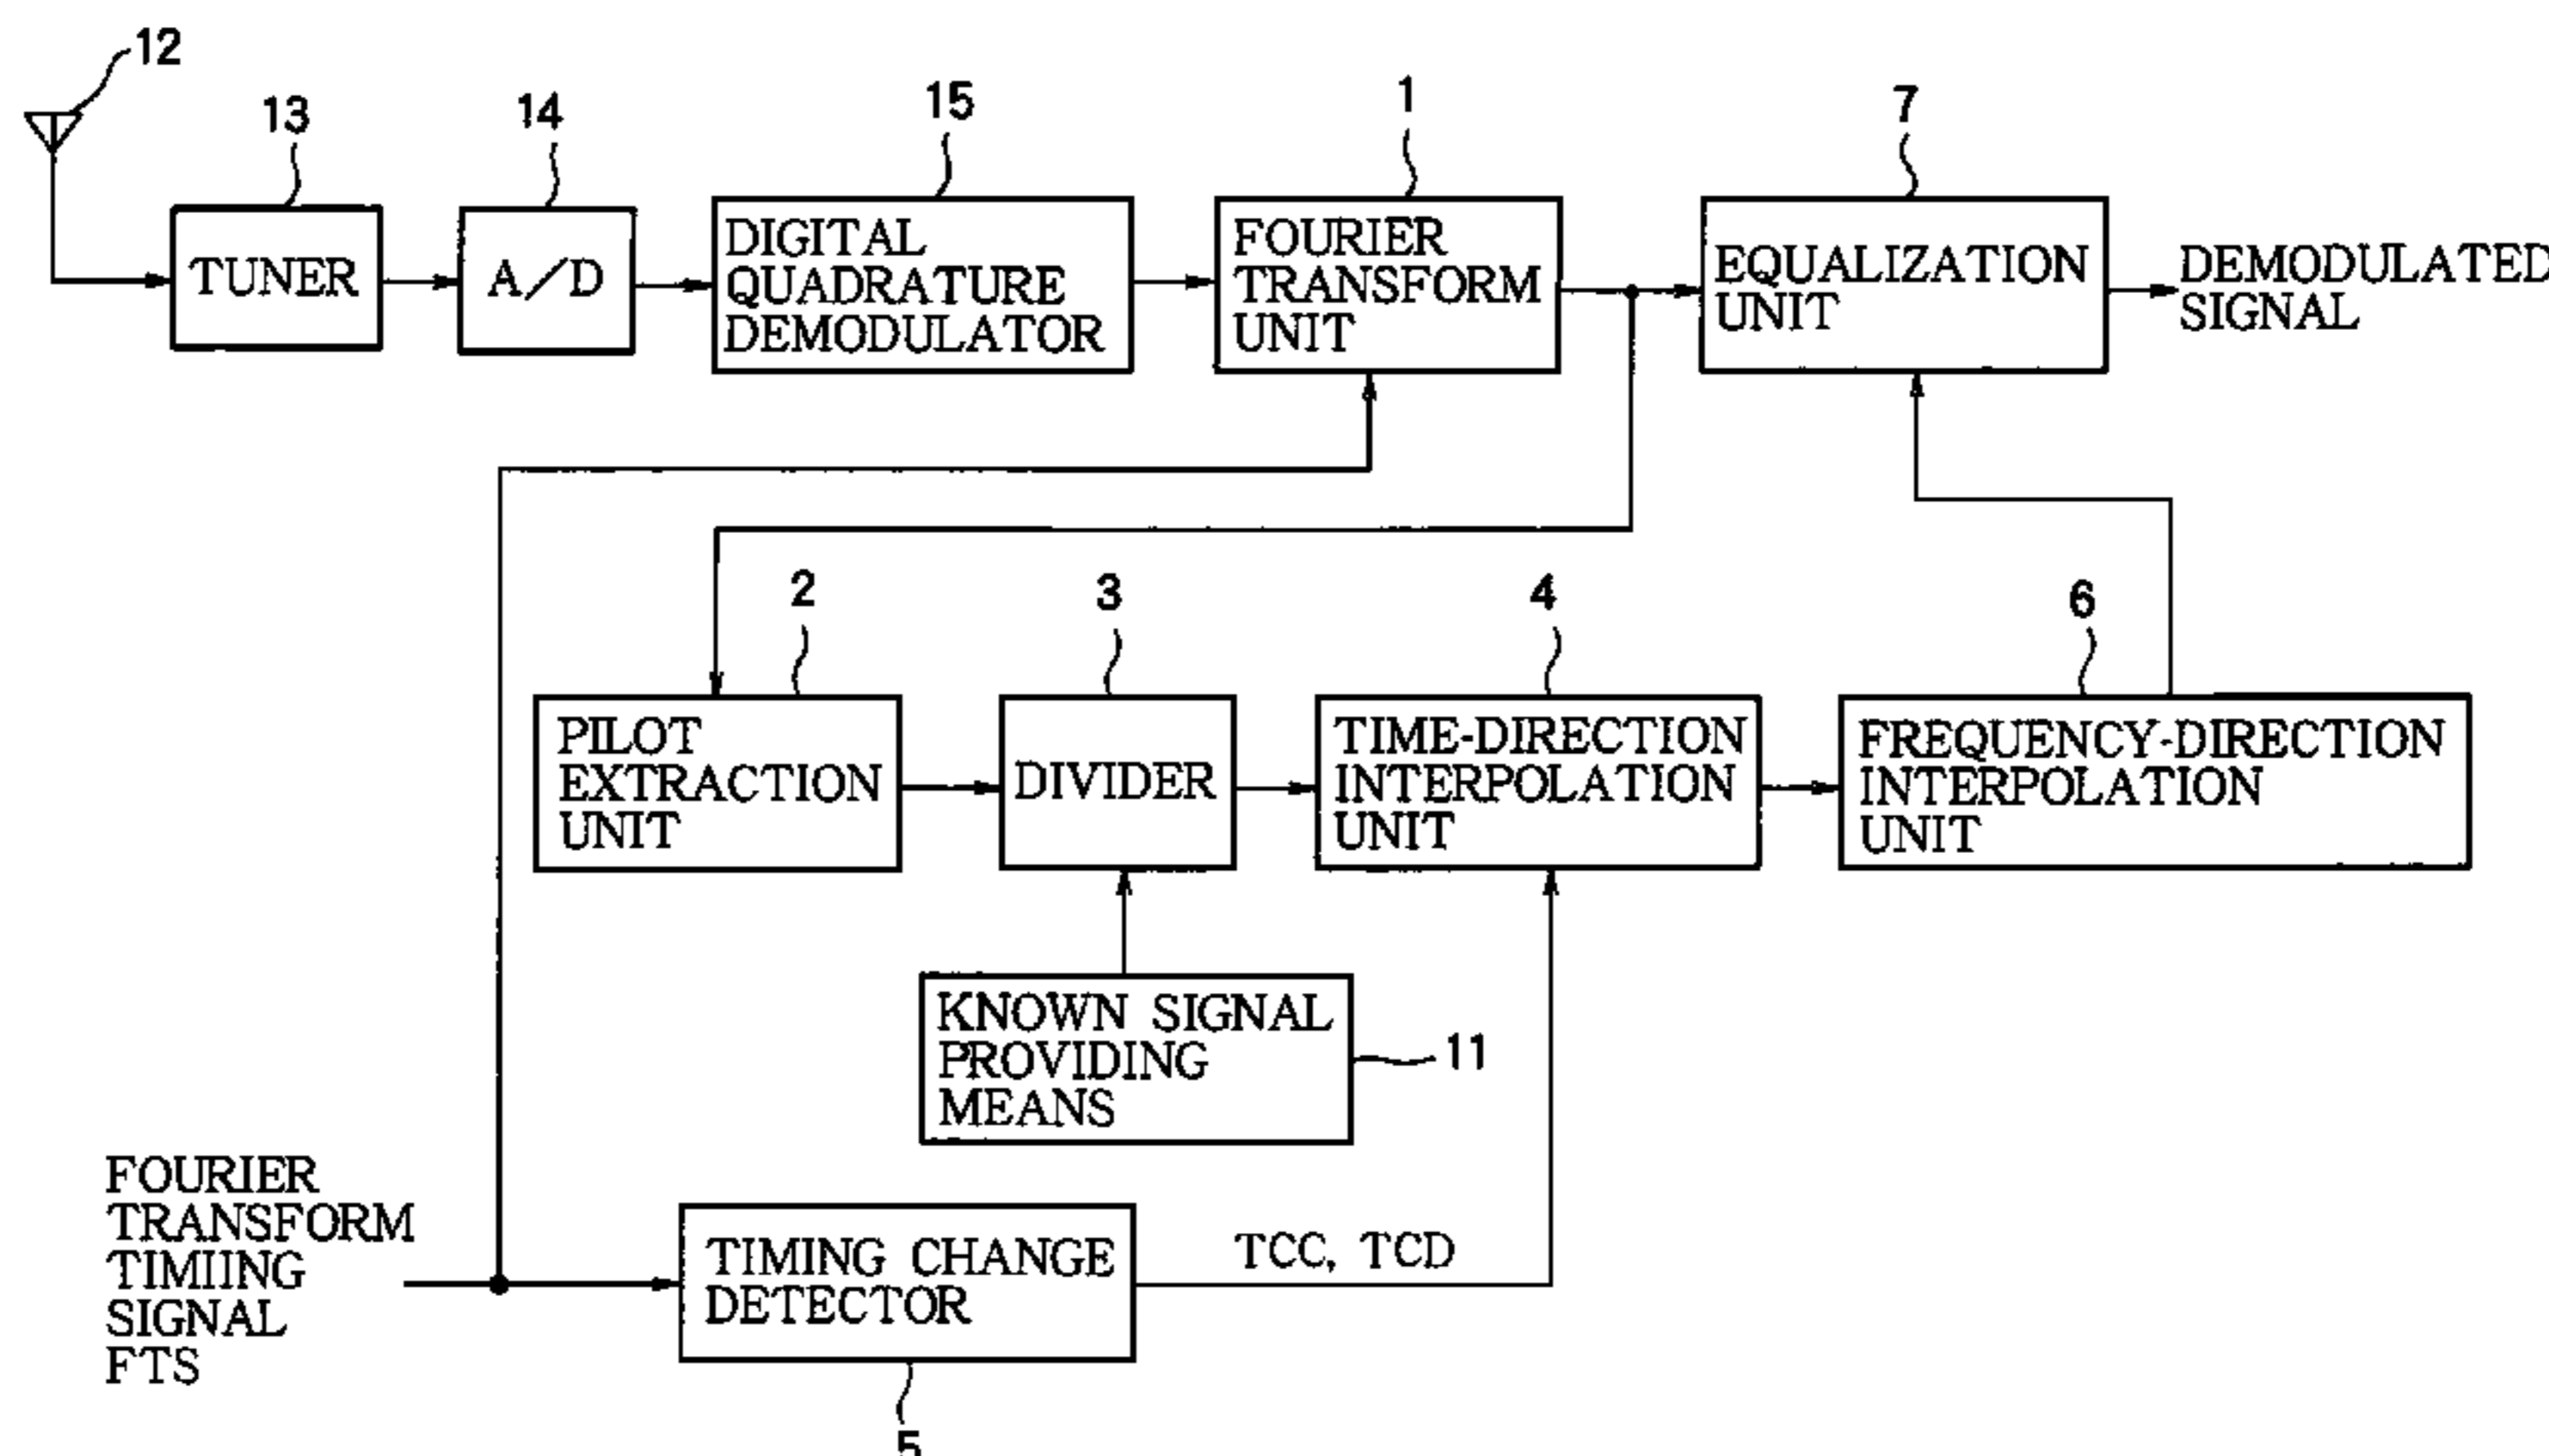 12
13
14
15
1
7
TUNER
A/D
DIGITAL
QUADRATURE
DEMODULATOR
FOURIER
TRANSFORM
UNIT
EQUALIZATION
UNIT
DEMODULATED
SIGNAL
2
3
4
6
PILOT
EXTRACTION
UNIT
DIVIDER
TIME-DIRECTION
INTERPOLATION
UNIT
FREQUENCY-DIRECTION
INTERPOLATION
UNIT
KNOWN SIGNAL
PROVIDING
MEANS
11
FOURIER
TRANSFORM
TIMIING
SIGNAL
FTS
TIMING CHANGE
DETECTOR
TCC, TCD
5